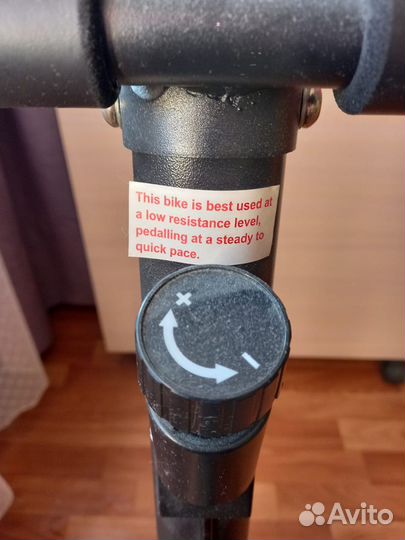 This bike is best used at
a low resistance level,
pedalling at a steady to
quick pace.
+
−
Avito